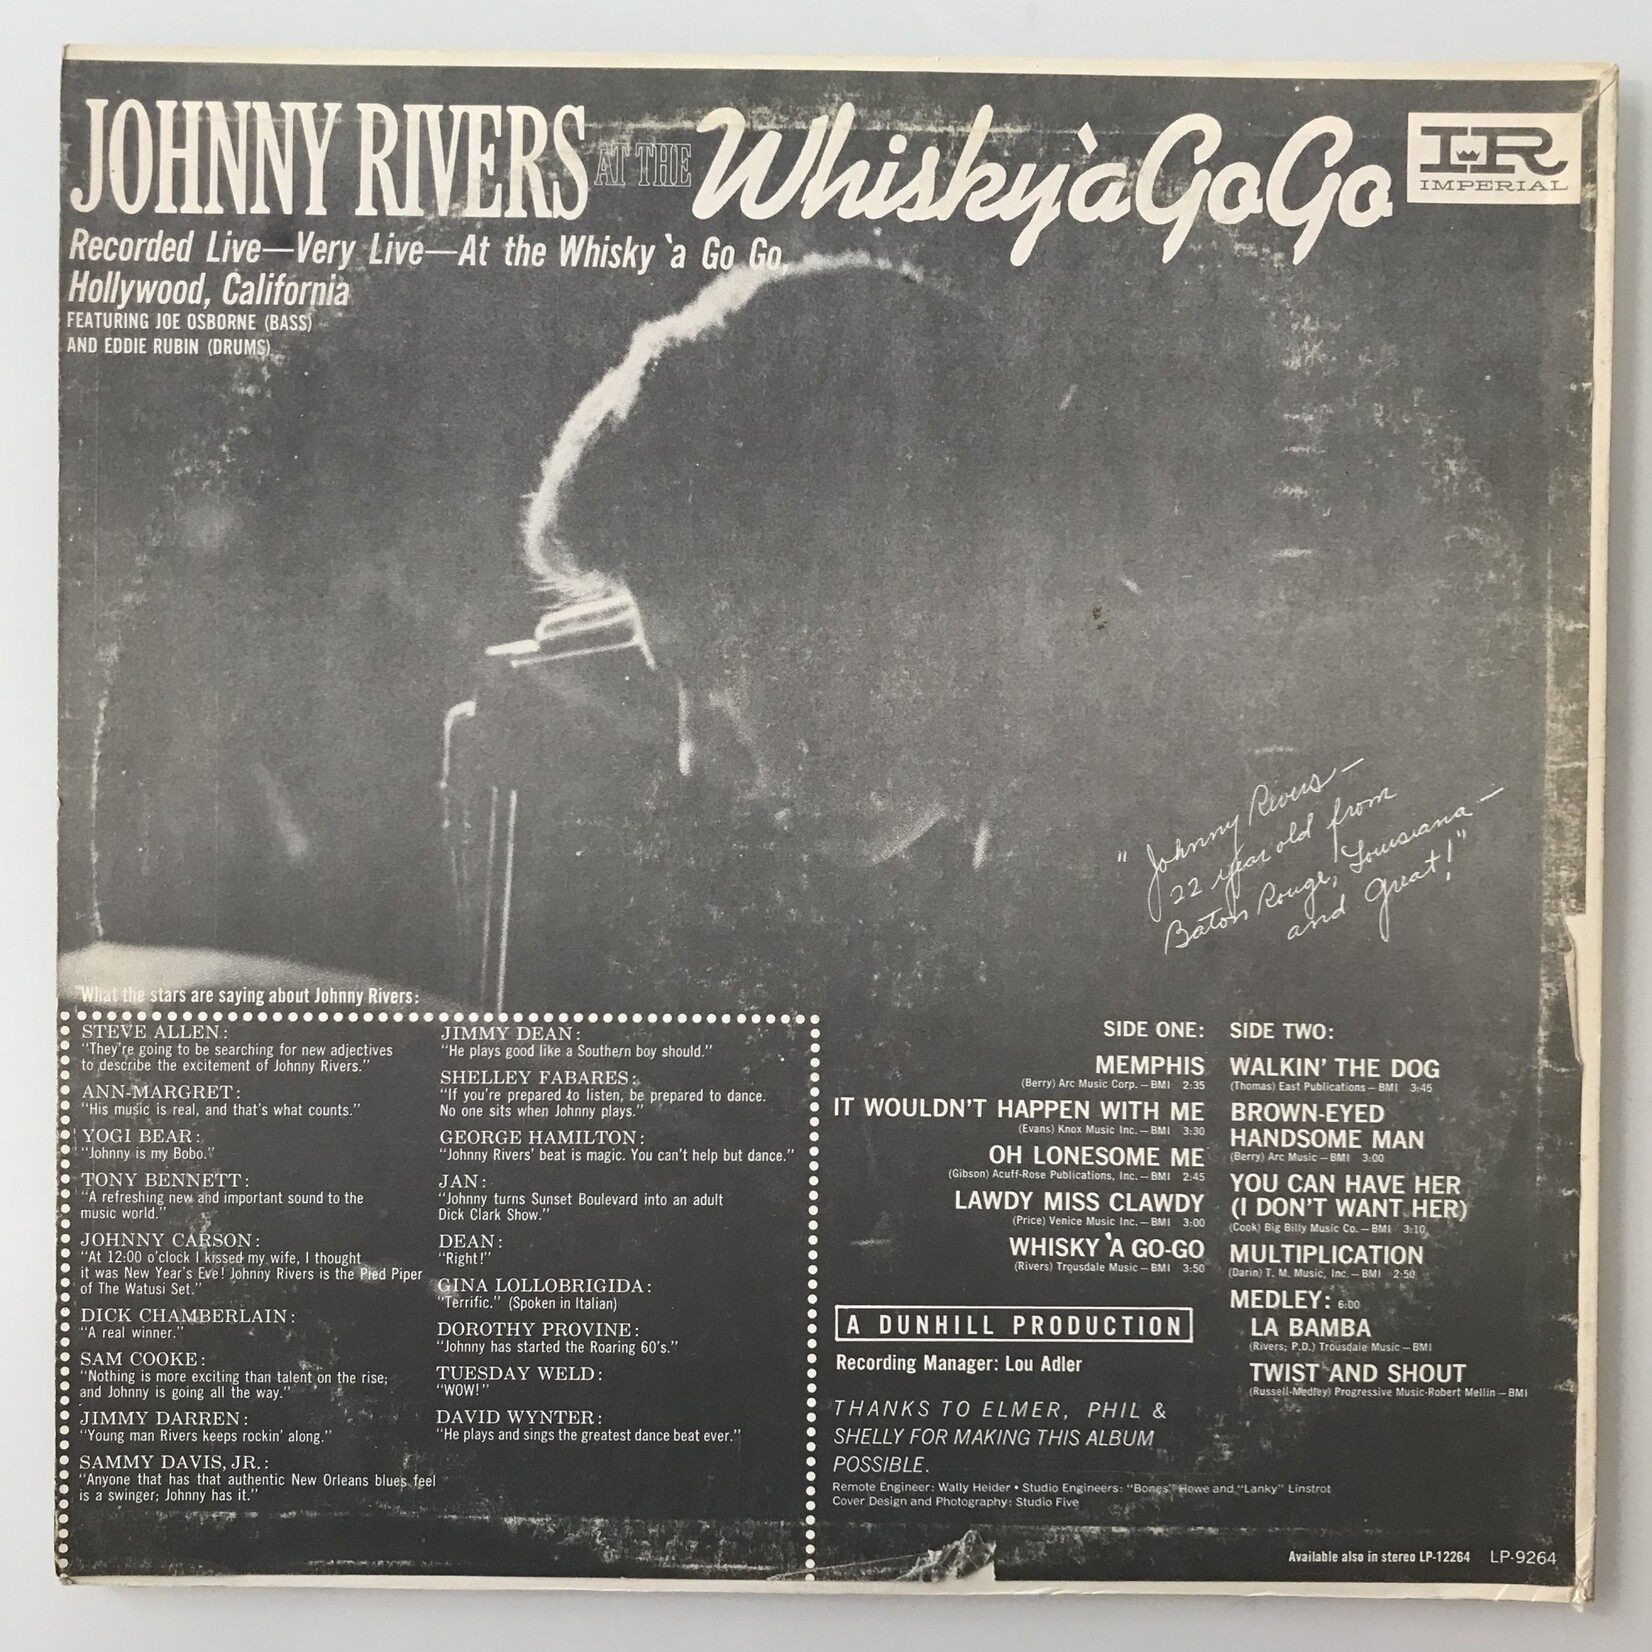 JOHNNY RIVERS AT THE Whisky à Go Go
IR
IMPERIAL
Recorded Live—Very Live—At the Whisky 'a Go Go,
Hollywood, California
FEATURING JOE OSBORNE (BASS)
AND EDDIE RUBIN (DRUMS)
"Johnny Rivers—
22 year old from
Baton Rouge, Louisiana—
and Great!"
What the stars are saying about Johnny Rivers:
STEVE ALLEN:
"They're going to be searching for new adjectives
to describe the excitement of Johnny Rivers."
ANN-MARGRET:
"His music is real, and that's what counts."
YOGI BEAR:
"Johnny is my Bobo."
TONY BENNETT:
"A refreshing new and important sound to the
music world."
JOHNNY CARSON:
"At 12:00 o'clock I kissed my wife, I thought
it was New Year's Eve! Johnny Rivers is the Pied Piper
of The Watusi Set."
DICK CHAMBERLAIN:
"A real winner."
SAM COOKE:
"Nothing is more exciting than talent on the rise;
and Johnny is going all the way."
JIMMY DARREN:
"Young man Rivers keeps rockin' along."
SAMMY DAVIS, JR.:
"Anyone that has that authentic New Orleans blues feel
is a swinger; Johnny has it."
JIMMY DEAN:
"He plays good like a Southern boy should."
SHELLEY FABARES:
"If you're prepared to listen, be prepared to dance.
No one sits when Johnny plays."
GEORGE HAMILTON:
"Johnny Rivers' beat is magic. You can't help but dance."
JAN:
"Johnny turns Sunset Boulevard into an adult
Dick Clark Show."
DEAN:
"Right!"
GINA LOLLOBRIGIDA:
"Terrific." (Spoken in Italian)
DOROTHY PROVINE:
"Johnny has started the Roaring 60's."
TUESDAY WELD:
"WOW!"
DAVID WYNTER:
"He plays and sings the greatest dance beat ever."
SIDE ONE:
MEMPHIS
(Berry) Arc Music Corp.—BMI 2:35
IT WOULDN'T HAPPEN WITH ME
(Evans) Knox Music Inc.—BMI 3:30
OH LONESOME ME
(Gibson) Acuff-Rose Publications, Inc.—BMI 2:45
LAWDY MISS CLAWDY
(Price) Venice Music Inc.—BMI 3:00
WHISKY 'A GO-GO
(Rivers) Trousdale Music—BMI 3:50
SIDE TWO:
WALKIN' THE DOG
(Thomas) East Publications—BMI 3:45
BROWN-EYED
HANDSOME MAN
(Berry) Arc Music—BMI 3:00
YOU CAN HAVE HER
(I DON'T WANT HER)
(Cook) Big Billy Music Co.—BMI 3:10
MULTIPLICATION
(Darin) T. M. Music, Inc.—BMI 2:50
MEDLEY: 6:00
LA BAMBA
(Rivers; P.D.) Trousdale Music—BMI
TWIST AND SHOUT
(Russell-Medley) Progressive Music-Robert Mellin—BMI
A DUNHILL PRODUCTION
Recording Manager: Lou Adler
THANKS TO ELMER, PHIL &
SHELLY FOR MAKING THIS ALBUM
POSSIBLE.
Remote Engineer: Wally Heider • Studio Engineers: "Bones" Howe and "Lanky" Linstrot
Cover Design and Photography: Studio Five
Available also in stereo LP-12264 LP-9264